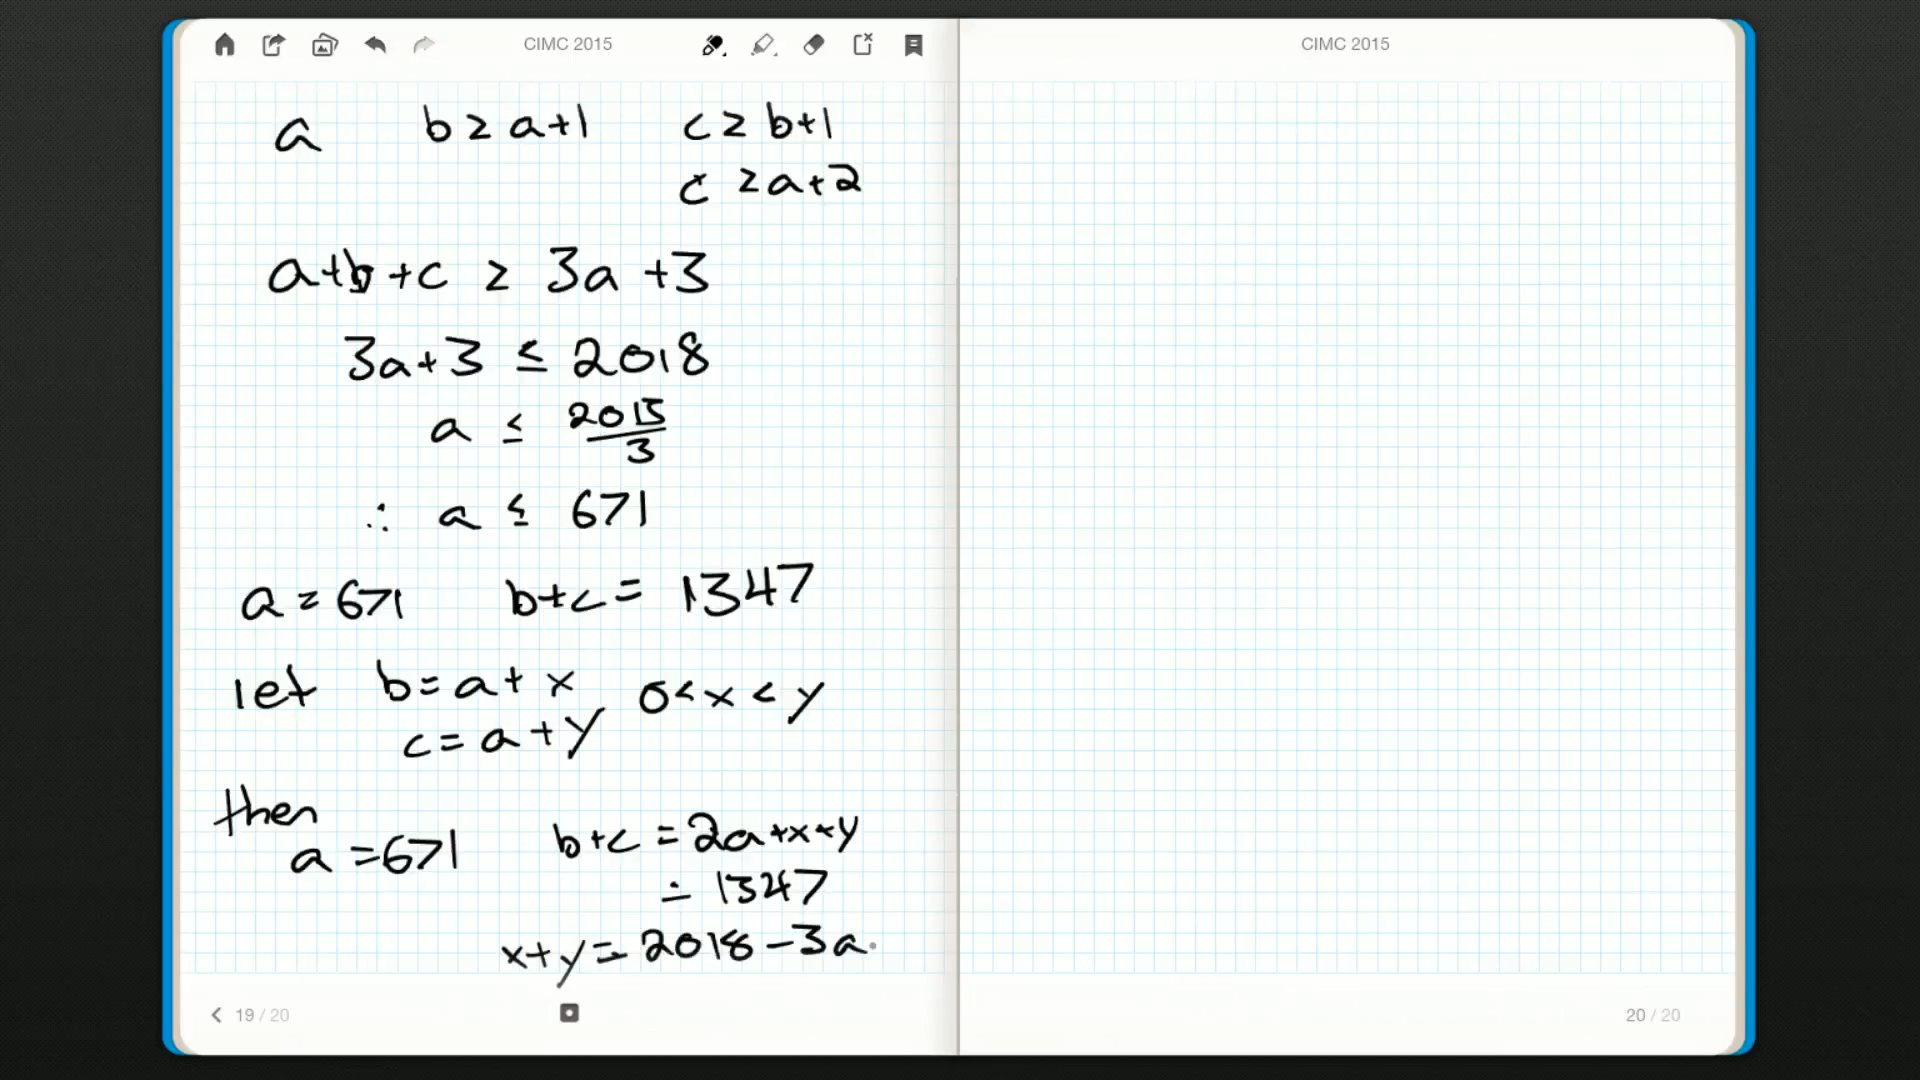 CIMC 2015
CIMC 2015
a b ≥ a+1 c ≥ b+1
c ≥ a+2
a+b+c ≥ 3a+3
3a+3 ≤ 2018
a ≤ 2015/3
∴ a ≤ 671
a = 671 b+c = 1347
let b = a+x 0<x<y
c = a+y
then
a = 671 b+c = 2a+x+y
= 1347
x+y = 2018-3a
19 / 20
20 / 20